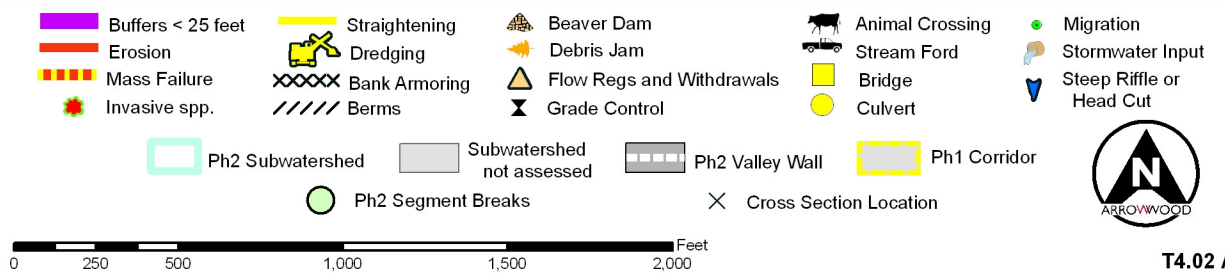 Buffers < 25 feet
Erosion
Mass Failure
Invasive spp.
Straightening
Dredging
Bank Armoring
Berms
Beaver Dam
Debris Jam
Flow Regs and Withdrawals
Grade Control
Animal Crossing
Stream Ford
Bridge
Culvert
Migration
Stormwater Input
Steep Riffle or
Head Cut
Ph2 Subwatershed
Subwatershed
not assessed
Ph2 Valley Wall
Ph1 Corridor
Ph2 Segment Breaks
Cross Section Location
N
ARROWWOOD
Feet
0 250 500 1,000 1,500 2,000
T4.02 A